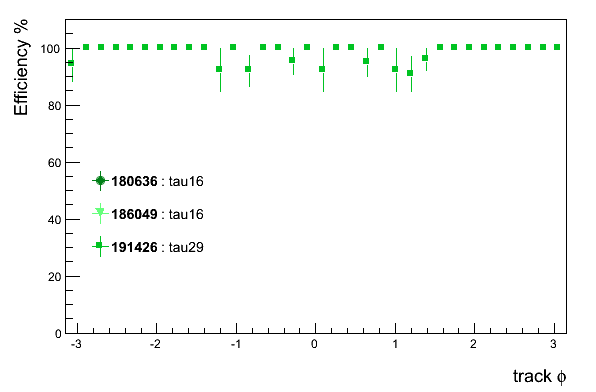 Efficiency %
100
80
60
40
20
0
180636 : tau16
186049 : tau16
191426 : tau29
-3 -2 -1 0 1 2 3
track ϕ